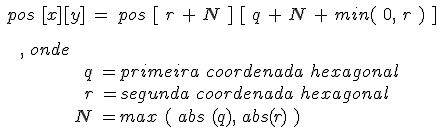 pos [x][y] = pos [ r + N ] [ q + N + min( 0, r ) ]
, onde
q = primeira coordenada hexagonal
r = segunda coordenada hexagonal
N = max ( abs (q), abs(r) )